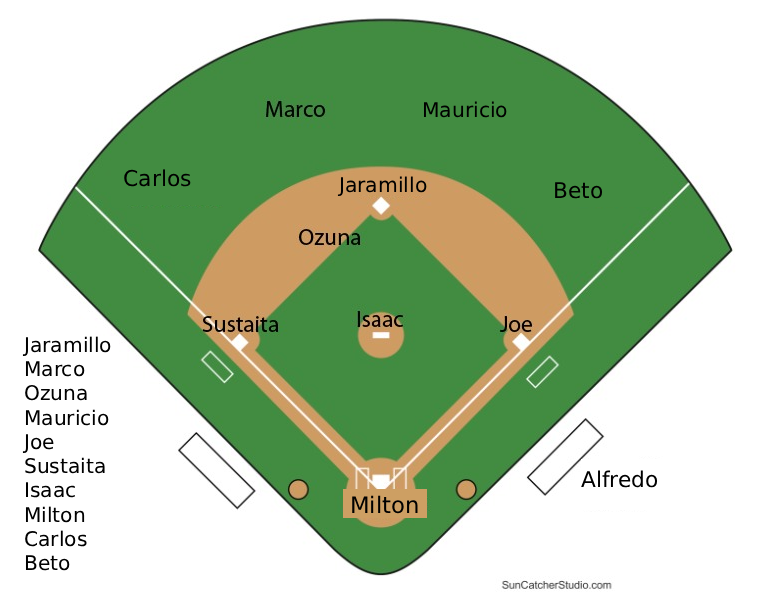 Marco
Mauricio
Carlos
Jaramillo
Beto
Ozuna
Sustaita
Isaac
Joe
Jaramillo
Marco
Ozuna
Mauricio
Joe
Sustaita
Isaac
Milton
Carlos
Beto
Milton
Alfredo
SunCatcherStudio.com